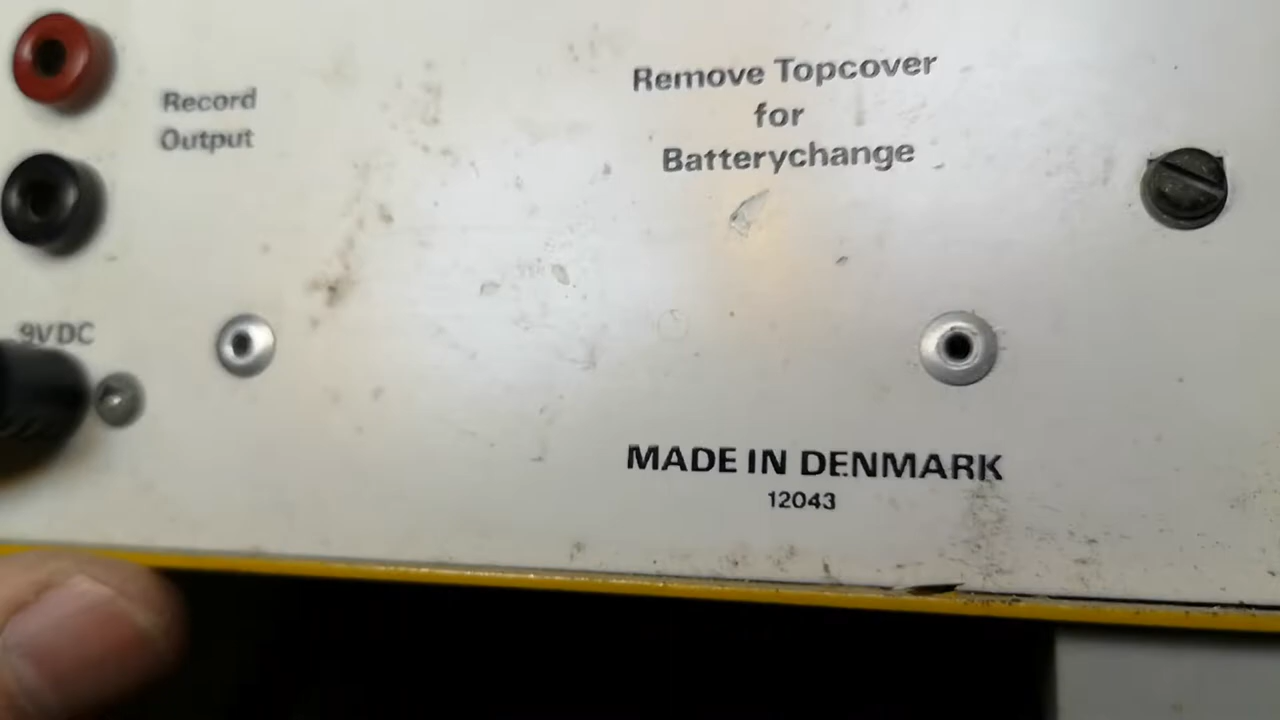 Record
Output
Remove Topcover
for
Batterychange
9VDC
MADE IN DENMARK
12043